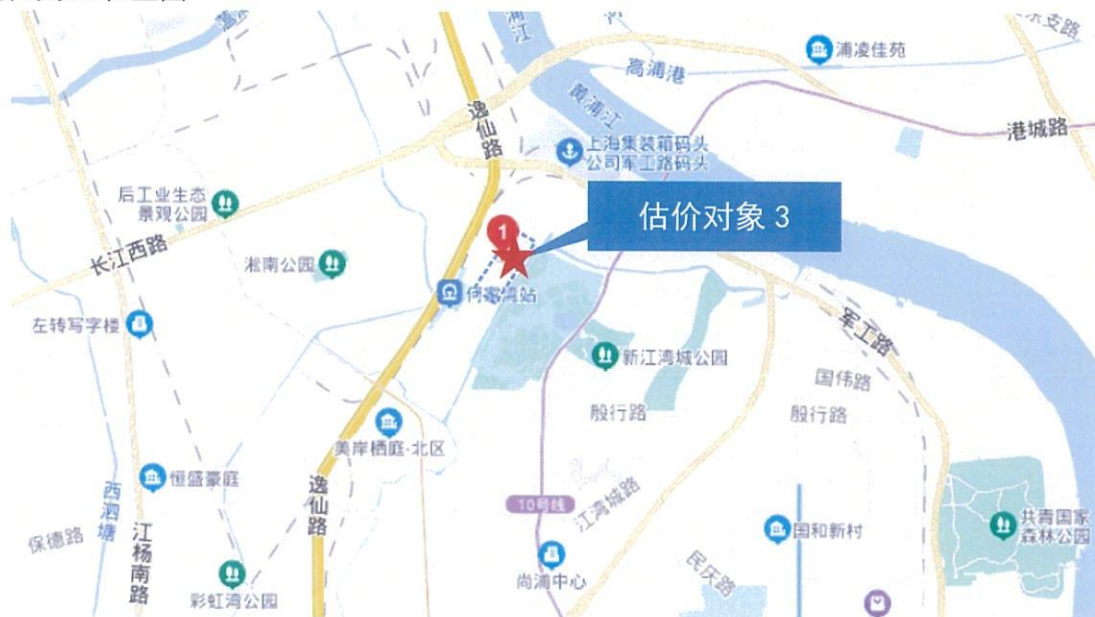 浦江
浦凌佳苑
高浦港
黄浦江
港城路
逸仙路
上海集装箱码头
公司军工路码头
后工业生态
景观公园
估价对象 3
1
长江西路
淞南公园
何家湾站
左转写字楼
军工路
新江湾城公园
国伟路
殷行路
殷行路
美岸栖庭-北区
恒盛豪庭
逸仙路
西泗塘
10号线
江湾城路
共青国家
森林公园
国和新村
保德路
江杨南路
尚浦中心
民庆路
彩虹湾公园